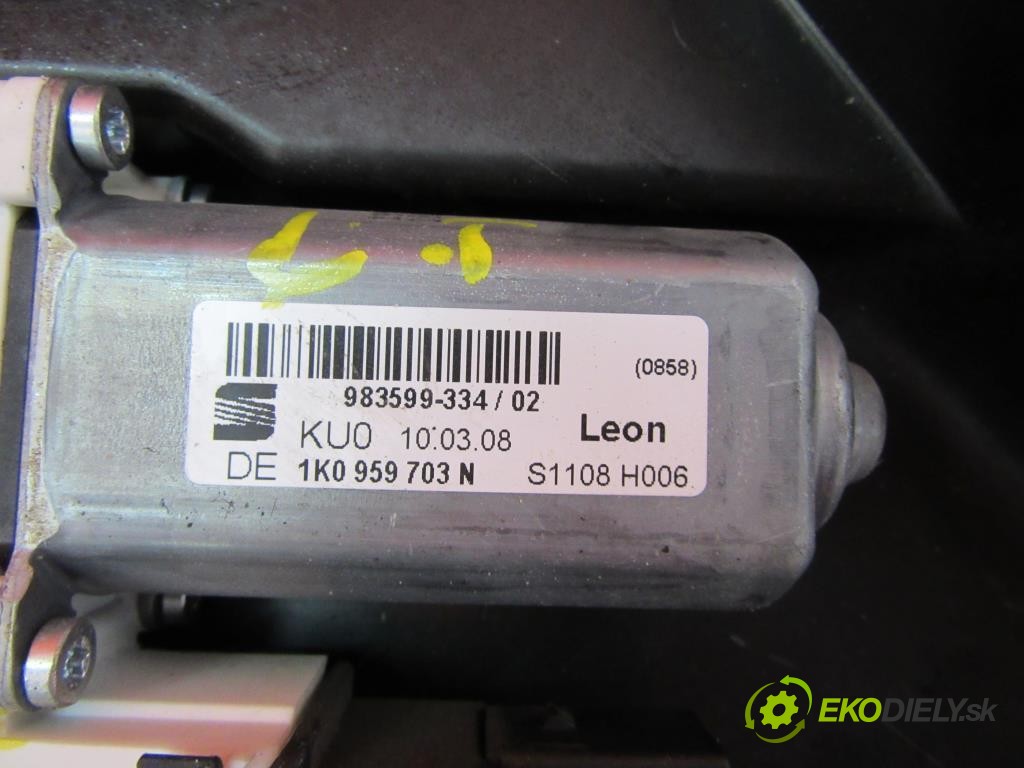 (0858)
983599-334 / 02
S
KU0 10.03.08 Leon
DE 1K0 959 703 N S1108 H006
EKODIELY.sk